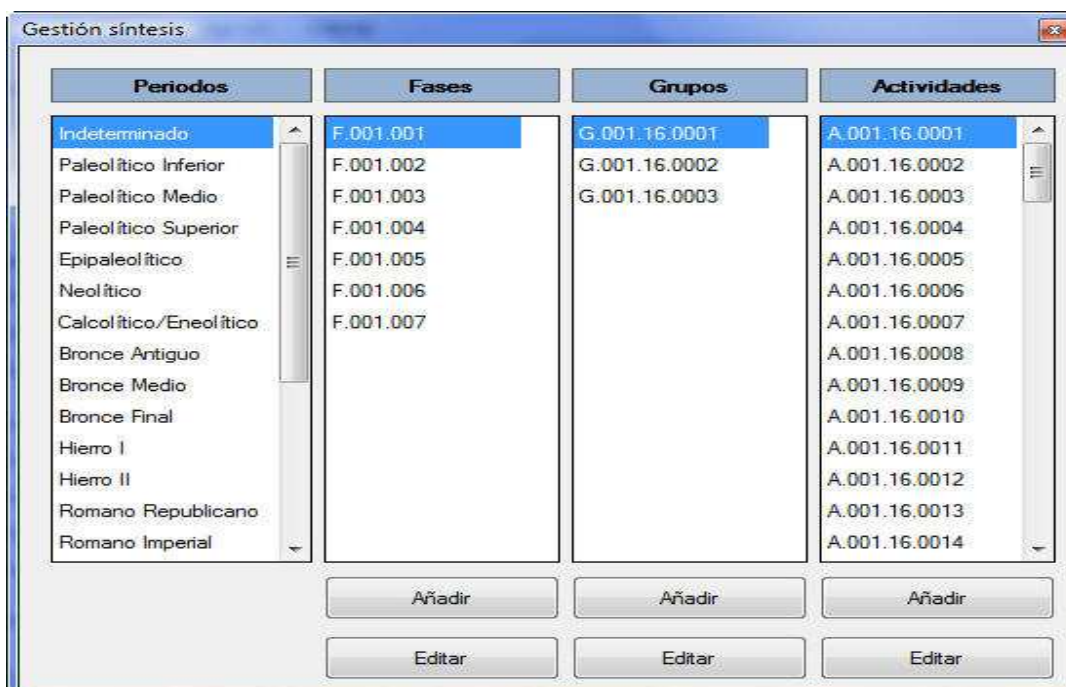 Gestión síntesis
Periodos
Fases
Grupos
Actividades
Indeterminado
Paleolítico Inferior
Paleolítico Medio
Paleolítico Superior
Epipaleolítico
Neolítico
Calcolítico/Eneolítico
Bronce Antiguo
Bronce Medio
Bronce Final
Hierro I
Hierro II
Romano Republicano
Romano Imperial
F.001.001
F.001.002
F.001.003
F.001.004
F.001.005
F.001.006
F.001.007
G.001.16.0001
G.001.16.0002
G.001.16.0003
A.001.16.0001
A.001.16.0002
A.001.16.0003
A.001.16.0004
A.001.16.0005
A.001.16.0006
A.001.16.0007
A.001.16.0008
A.001.16.0009
A.001.16.0010
A.001.16.0011
A.001.16.0012
A.001.16.0013
A.001.16.0014
Añadir
Añadir
Añadir
Editar
Editar
Editar